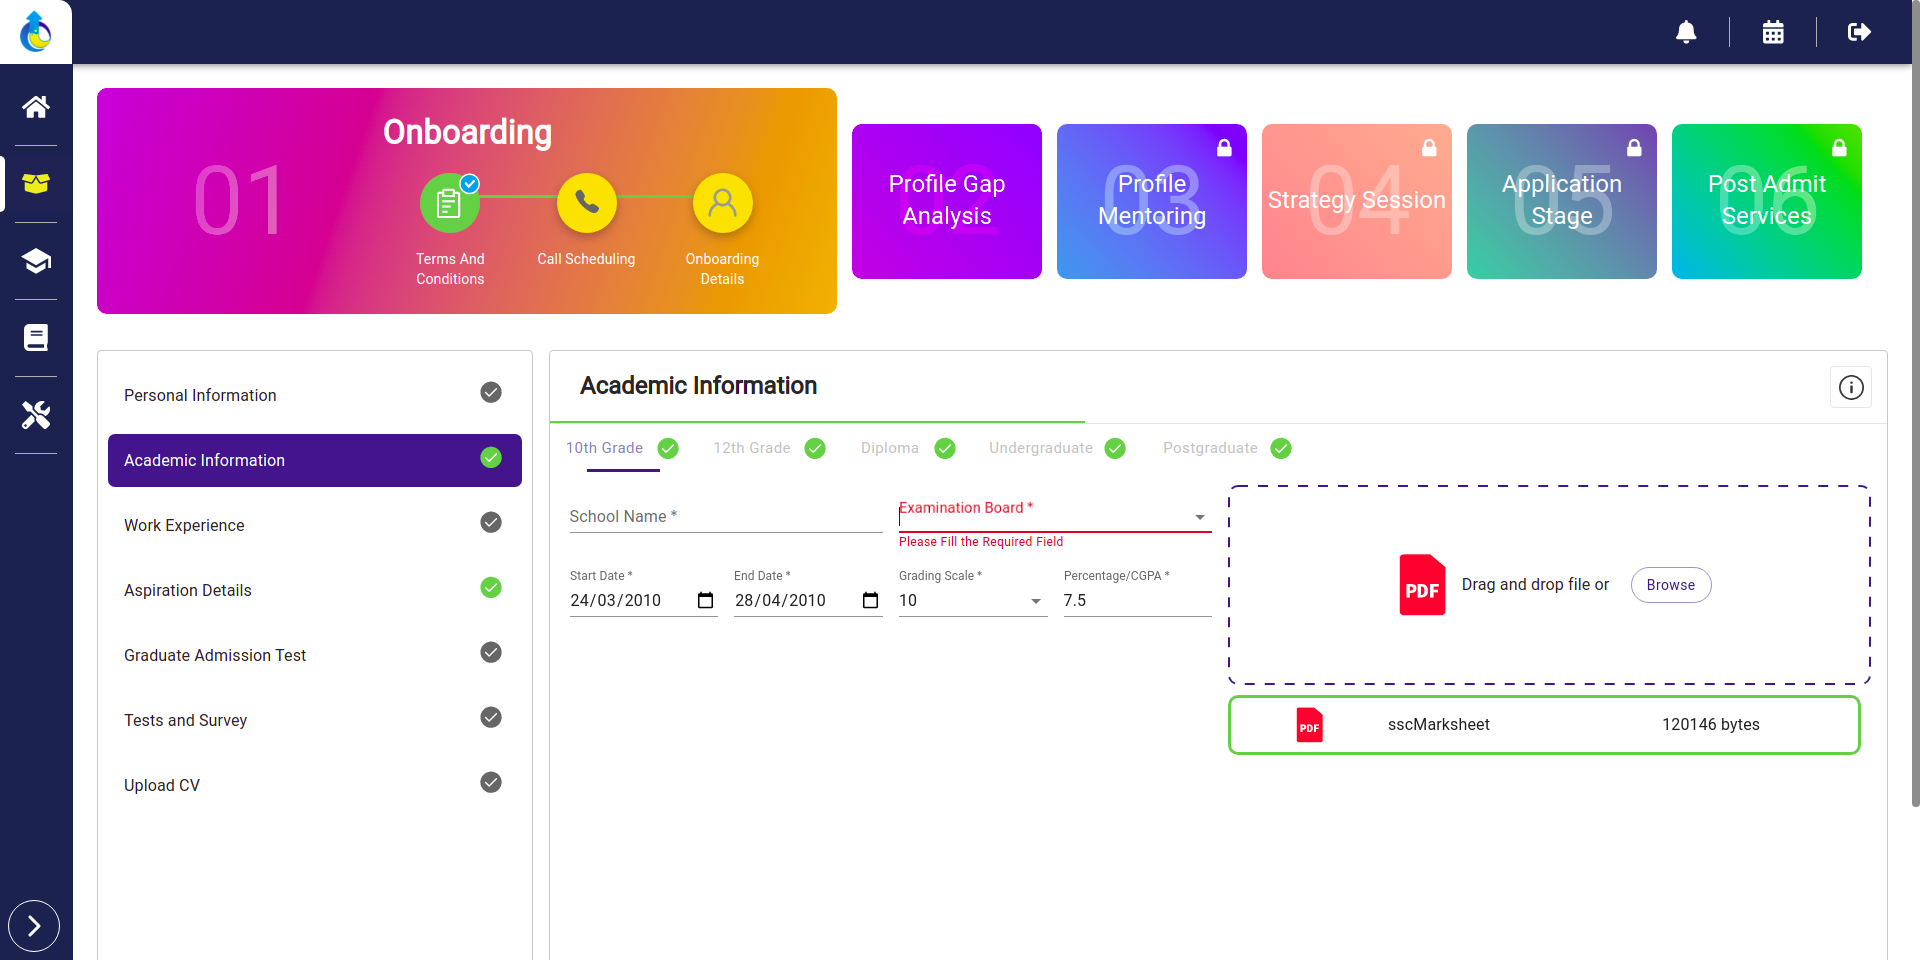 01
Onboarding
Terms And
Conditions
Call Scheduling
Onboarding
Details
02
Profile Gap
Analysis
03
Profile
Mentoring
04
Strategy Session
05
Application
Stage
06
Post Admit
Services
Personal Information
Academic Information
Work Experience
Aspiration Details
Graduate Admission Test
Tests and Survey
Upload CV
Academic Information
10th Grade
12th Grade
Diploma
Undergraduate
Postgraduate
School Name *
Examination Board *
Please Fill the Required Field
Start Date *
24/03/2010
End Date *
28/04/2010
Grading Scale *
10
Percentage/CGPA *
7.5
PDF
Drag and drop file or
Browse
PDF
sscMarksheet
120146 bytes